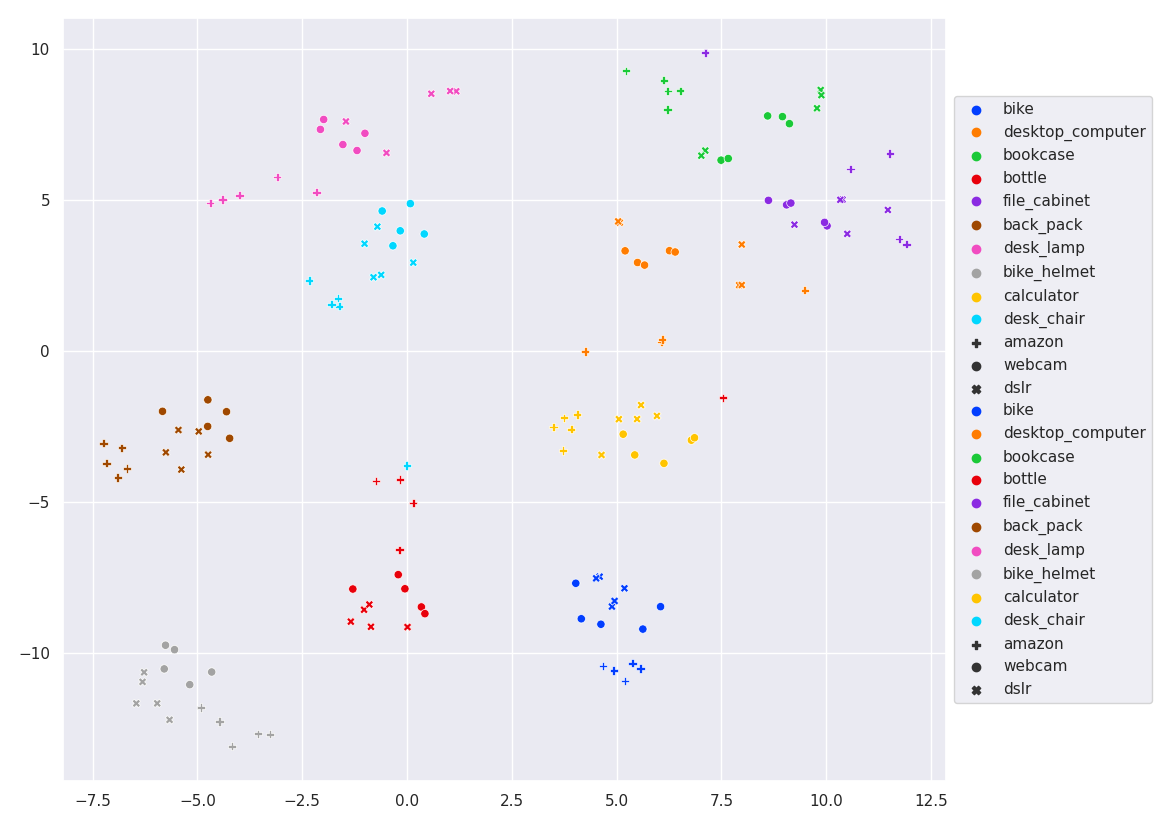 10
5
0
−5
−10
−7.5
−5.0
−2.5
0.0
2.5
5.0
7.5
10.0
12.5
bike
desktop_computer
bookcase
bottle
file_cabinet
back_pack
desk_lamp
bike_helmet
calculator
desk_chair
amazon
webcam
dslr
bike
desktop_computer
bookcase
bottle
file_cabinet
back_pack
desk_lamp
bike_helmet
calculator
desk_chair
amazon
webcam
dslr